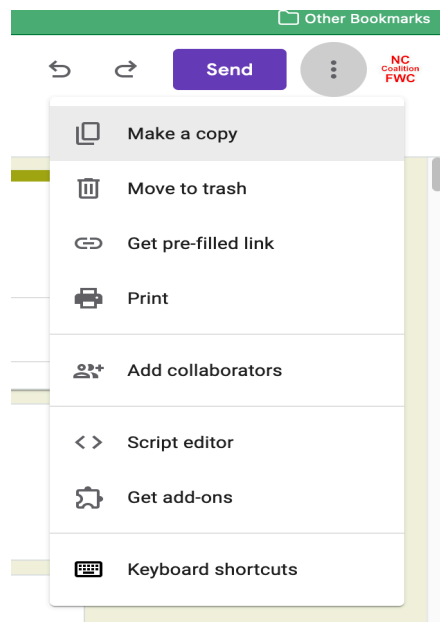 Other Bookmarks
Send
NC
Coalition
FWC
Make a copy
Move to trash
Get pre-filled link
Print
Add collaborators
Script editor
Get add-ons
Keyboard shortcuts